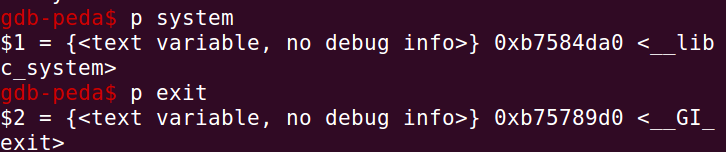 gdb-peda$ p system
$1 = {<text variable, no debug info>} 0xb7584da0 <__lib
c_system>
gdb-peda$ p exit
$2 = {<text variable, no debug info>} 0xb75789d0 <__GI_
exit>